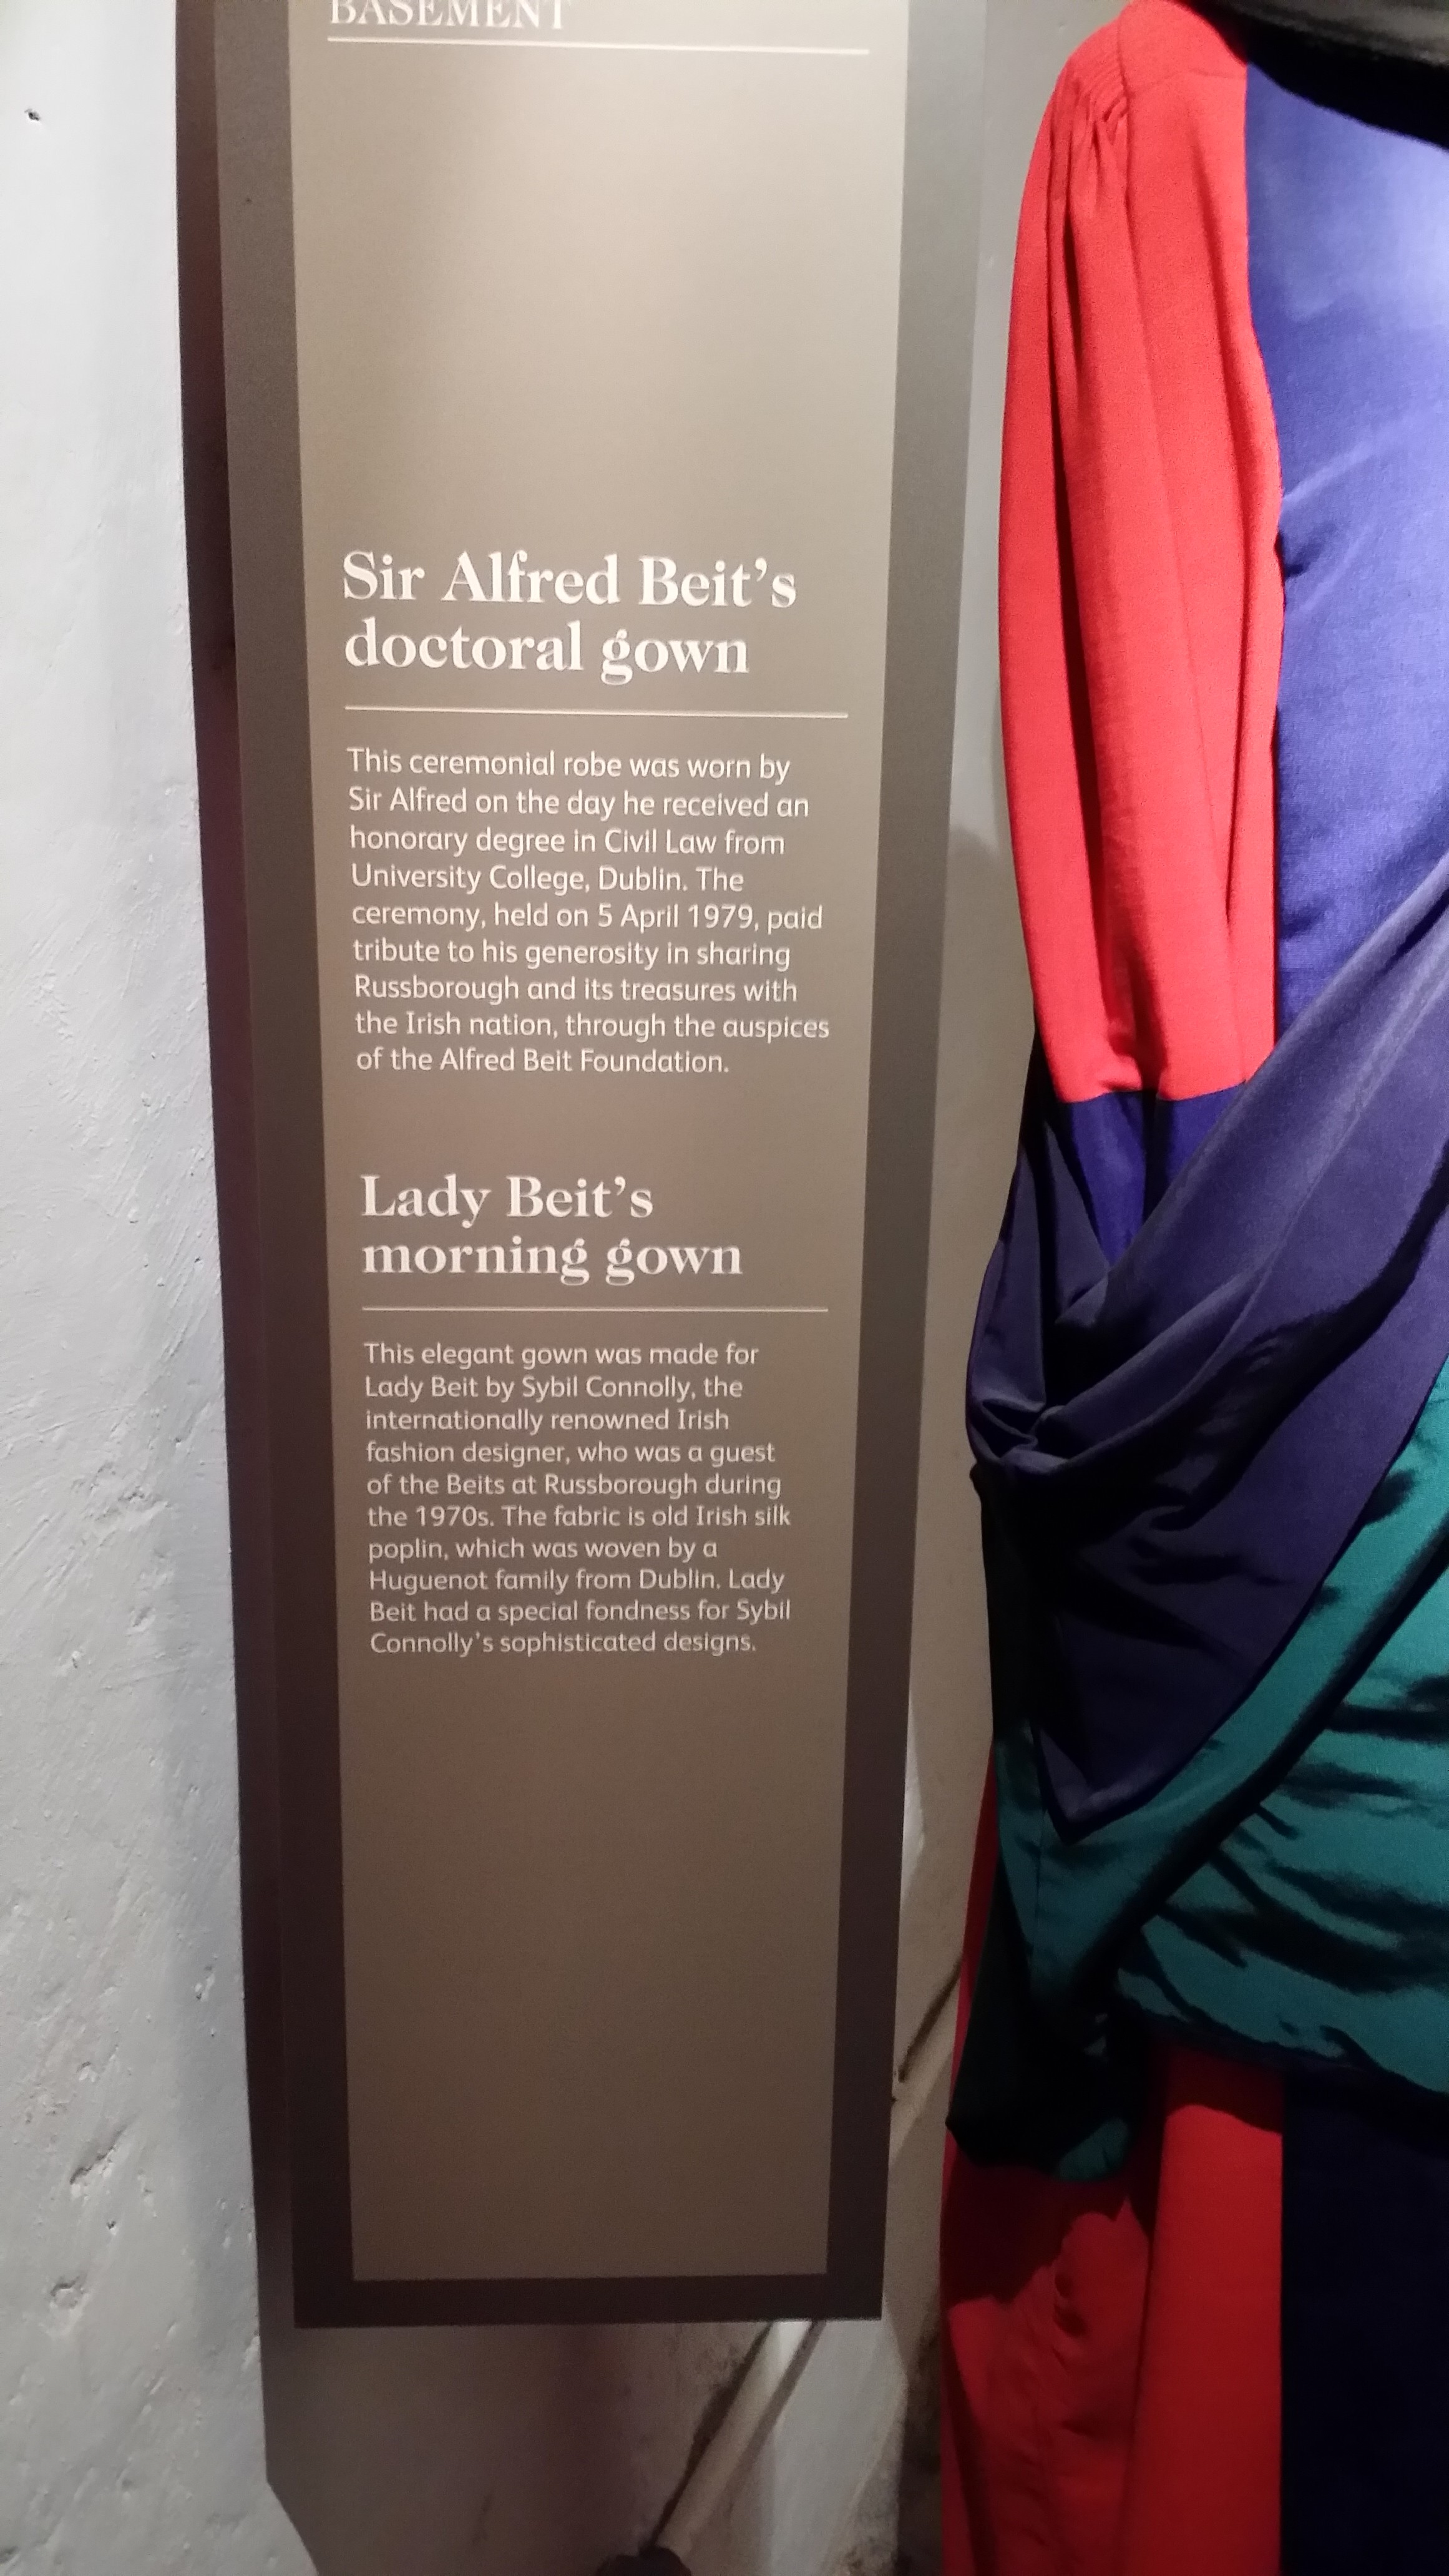 BASEMENT
Sir Alfred Beit’s
doctoral gown
This ceremonial robe was worn by
Sir Alfred on the day he received an
honorary degree in Civil Law from
University College, Dublin. The
ceremony, held on 5 April 1979, paid
tribute to his generosity in sharing
Russborough and its treasures with
the Irish nation, through the auspices
of the Alfred Beit Foundation.
Lady Beit’s
morning gown
This elegant gown was made for
Lady Beit by Sybil Connolly, the
internationally renowned Irish
fashion designer, who was a guest
of the Beits at Russborough during
the 1970s. The fabric is old Irish silk
poplin, which was woven by a
Huguenot family from Dublin. Lady
Beit had a special fondness for Sybil
Connolly’s sophisticated designs.